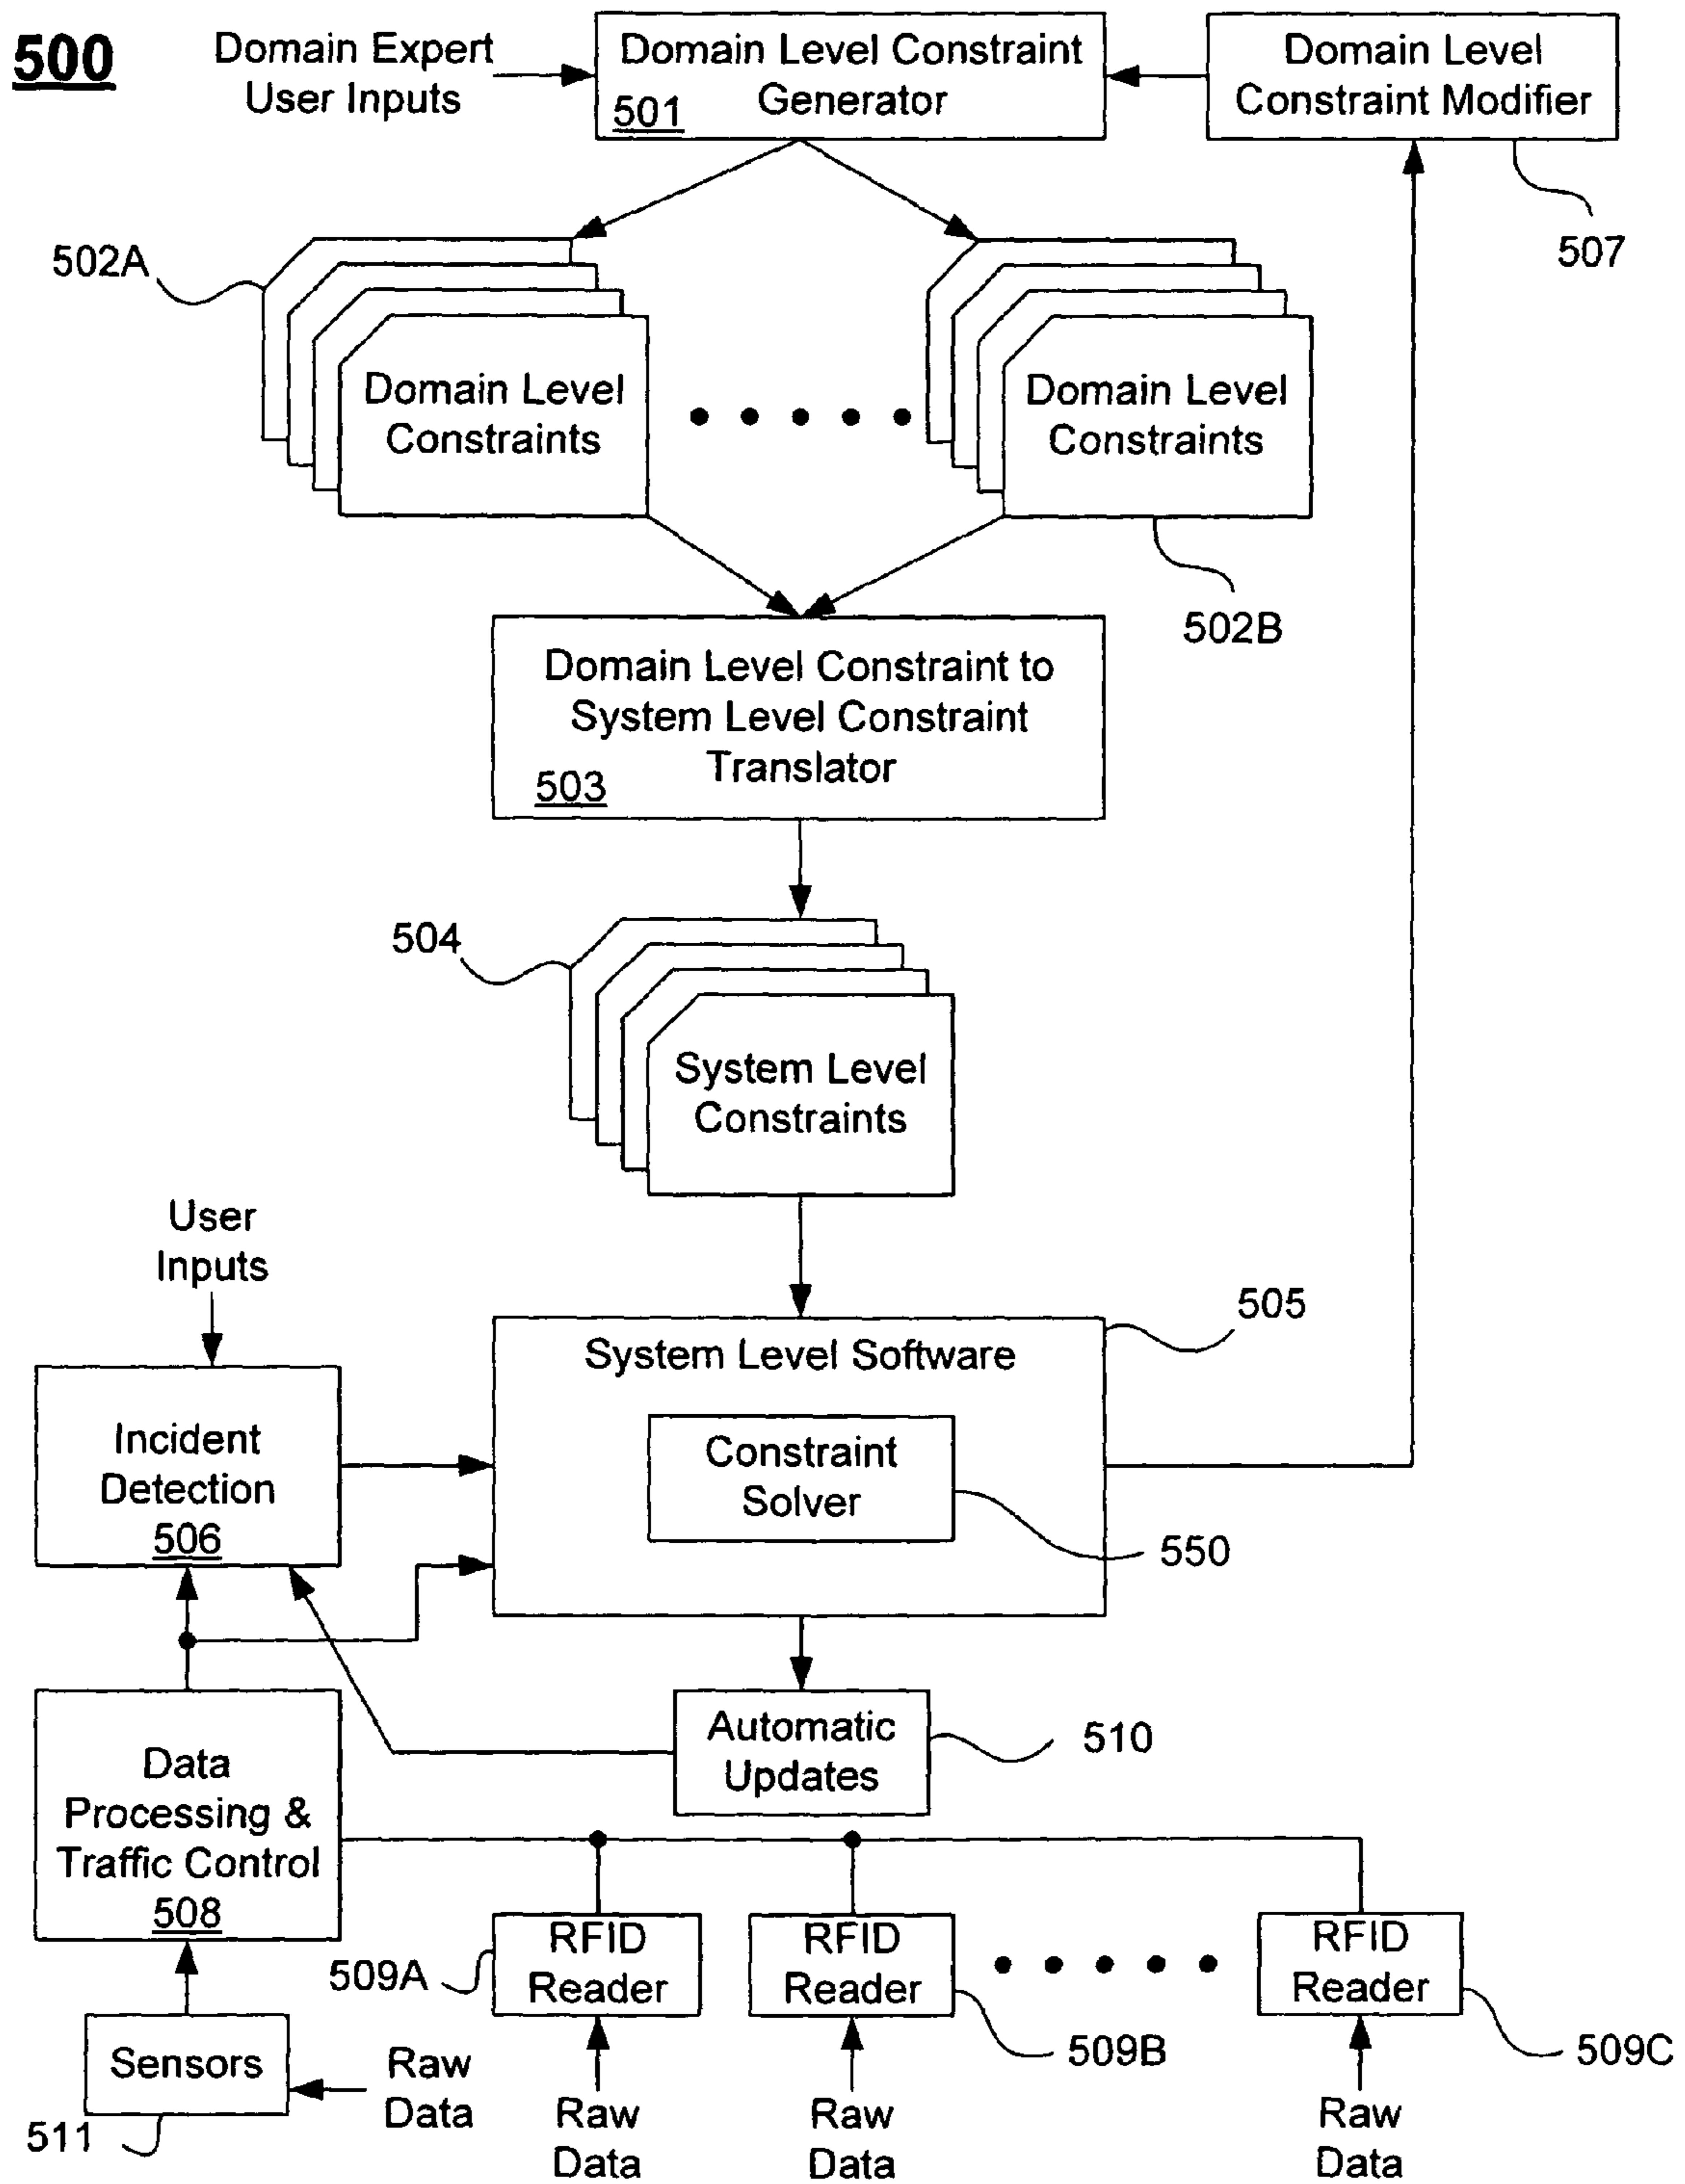 500
Domain Expert
User Inputs
Domain Level Constraint
Generator
501
Domain Level
Constraint Modifier
507
502A
Domain Level
Constraints
Domain Level
Constraints
502B
Domain Level Constraint to
System Level Constraint
Translator
503
504
System Level
Constraints
User
Inputs
505
System Level Software
Constraint
Solver
550
Incident
Detection
506
Automatic
Updates
510
Data
Processing &
Traffic Control
508
RFID
Reader
509A
RFID
Reader
509B
RFID
Reader
509C
Sensors
511
Raw
Data
Raw
Data
Raw
Data
Raw
Data